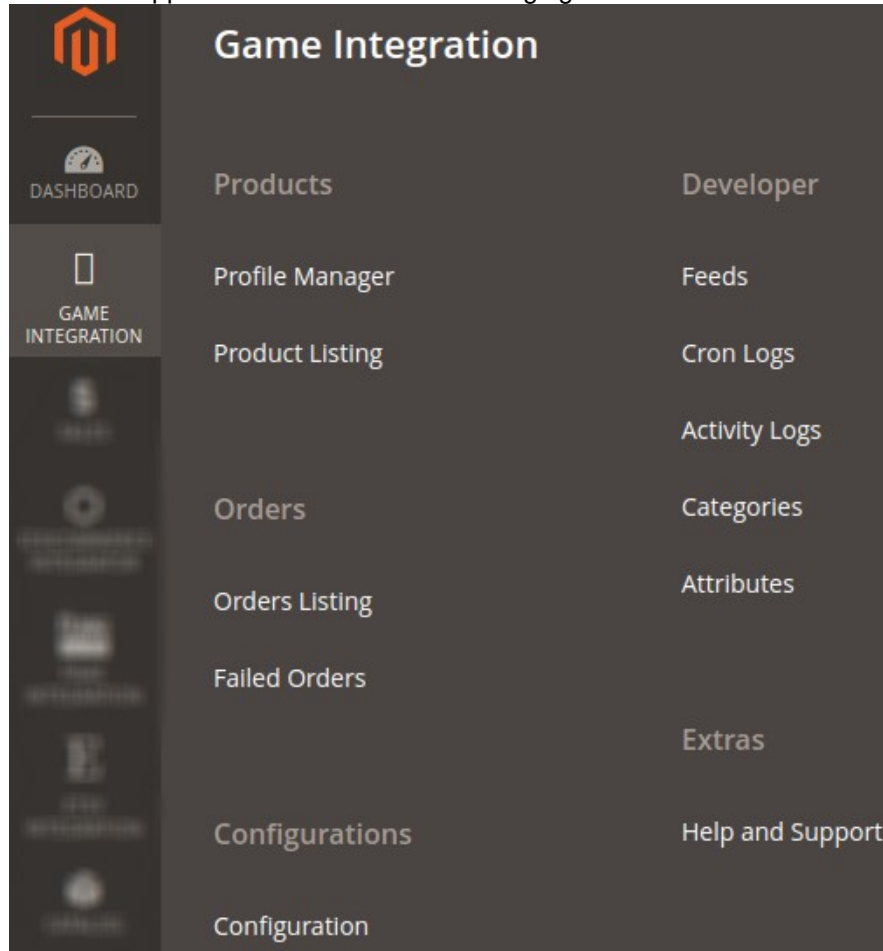 Game Integration
DASHBOARD
GAME
INTEGRATION
Products
Profile Manager
Product Listing
Orders
Orders Listing
Failed Orders
Configurations
Configuration
Developer
Feeds
Cron Logs
Activity Logs
Categories
Attributes
Extras
Help and Support